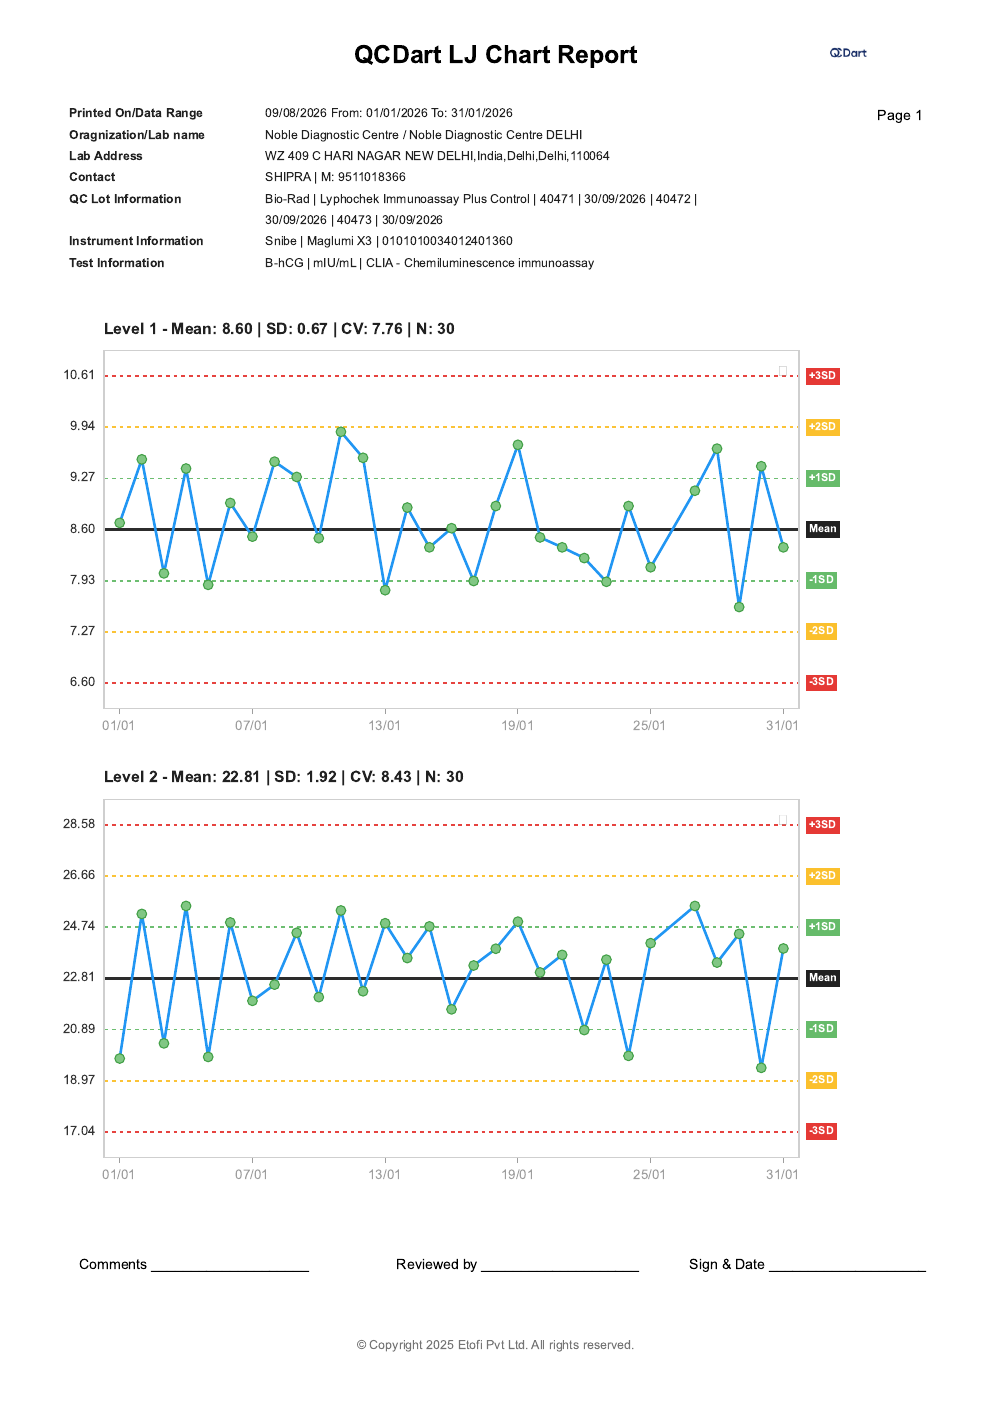 QCDart LJ Chart Report
QCDart
Printed On/Data Range 09/08/2026 From: 01/01/2026 To: 31/01/2026
Page 1
Oragnization/Lab name Noble Diagnostic Centre / Noble Diagnostic Centre DELHI
Lab Address WZ 409 C HARI NAGAR NEW DELHI,India,Delhi,Delhi,110064
Contact SHIPRA | M: 9511018366
QC Lot Information Bio-Rad | Lyphochek Immunoassay Plus Control | 40471 | 30/09/2026 | 40472 |
30/09/2026 | 40473 | 30/09/2026
Instrument Information Snibe | Maglumi X3 | 0101010034012401360
Test Information B-hCG | mIU/mL | CLIA - Chemiluminescence immunoassay
Level 1 - Mean: 8.60 | SD: 0.67 | CV: 7.76 | N: 30
10.61 +3SD
9.94 +2SD
9.27 +1SD
8.60 Mean
7.93 -1SD
7.27 -2SD
6.60 -3SD
01/01 07/01 13/01 19/01 25/01 31/01
Level 2 - Mean: 22.81 | SD: 1.92 | CV: 8.43 | N: 30
28.58 +3SD
26.66 +2SD
24.74 +1SD
22.81 Mean
20.89 -1SD
18.97 -2SD
17.04 -3SD
01/01 07/01 13/01 19/01 25/01 31/01
Comments ____________________ Reviewed by ____________________ Sign & Date ____________________
© Copyright 2025 Etofi Pvt Ltd. All rights reserved.